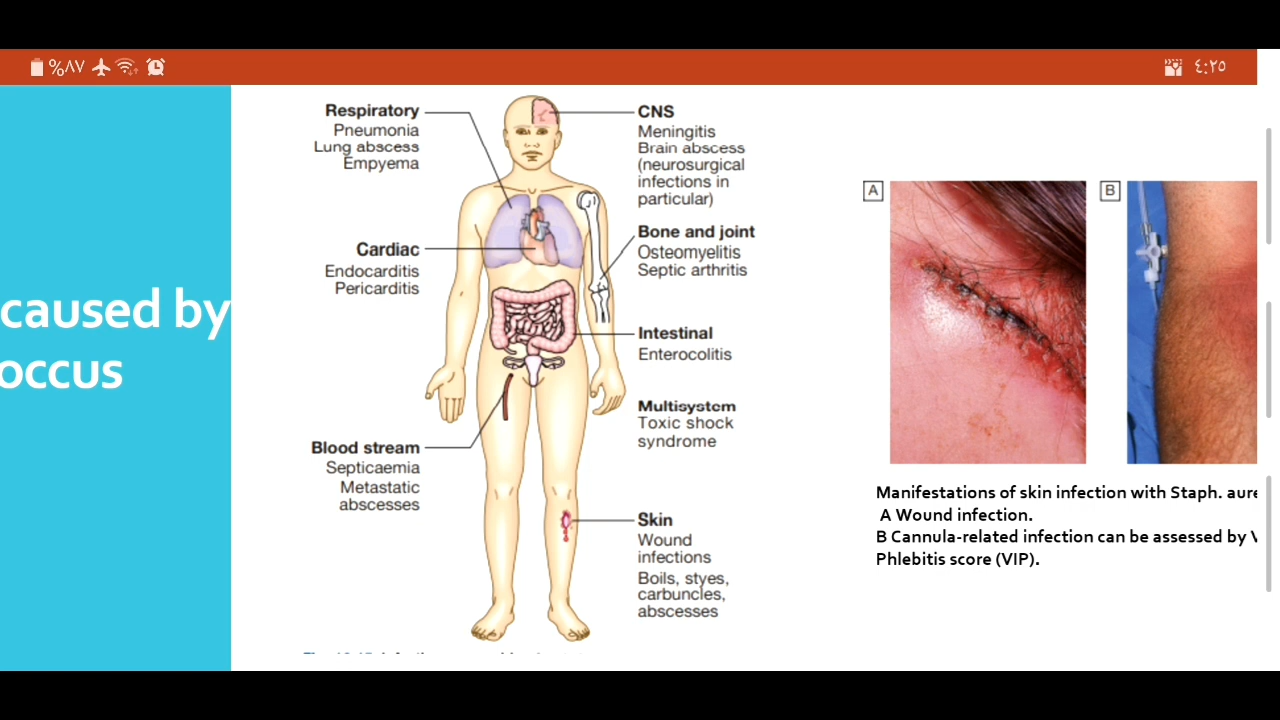 %٨٧
٤:٢٥
caused by
occus
Respiratory
Pneumonia
Lung abscess
Empyema
Cardiac
Endocarditis
Pericarditis
Blood stream
Septicaemia
Metastatic
abscesses
CNS
Meningitis
Brain abscess
(neurosurgical
infections in
particular)
Bone and joint
Osteomyelitis
Septic arthritis
Intestinal
Enterocolitis
Multisystem
Toxic shock
syndrome
Skin
Wound
infections
Boils, styes,
carbuncles,
abscesses
A
B
Manifestations of skin infection with Staph. aure
A Wound infection.
B Cannula-related infection can be assessed by V
Phlebitis score (VIP).